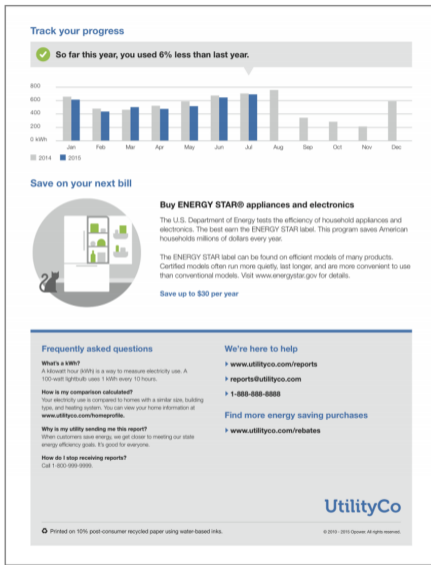 Track your progress
So far this year, you used 6% less than last year.
800
600
400
200
0 kWh
Jan Feb Mar Apr May Jun Jul Aug Sep Oct Nov Dec
2014 2015
Save on your next bill
Buy ENERGY STAR® appliances and electronics
The U.S. Department of Energy tests the efficiency of household appliances and
electronics. The best earn the ENERGY STAR label. This program saves American
households millions of dollars every year.
The ENERGY STAR label can be found on efficient models of many products.
Certified models often run more quietly, last longer, and are more convenient to use
than conventional models. Visit www.energystar.gov for details.
Save up to $30 per year
Frequently asked questions
What's a kWh?
A kilowatt hour (kWh) is a way to measure electricity use. A
100-watt lightbulb uses 1 kWh every 10 hours.
How is my comparison calculated?
Your electricity use is compared to homes with a similar size, building
type, and heating system. You can view your home information at
www.utilityco.com/homeprofile.
Why is my utility sending me this report?
When customers save energy, we get closer to meeting our state
energy efficiency goals. It's good for everyone.
How do I stop receiving reports?
Call 1-800-999-9999.
We're here to help
www.utilityco.com/reports
reports@utilityco.com
1-888-888-8888
Find more energy saving purchases
www.utilityco.com/rebates
UtilityCo
Printed on 10% post-consumer recycled paper using water-based inks.
© 2010 - 2015 Opower. All rights reserved.